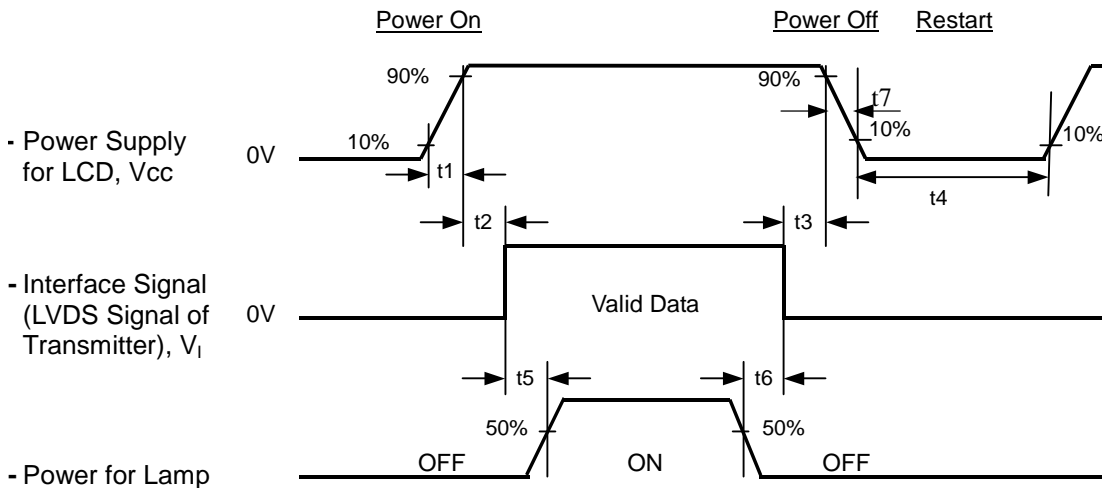 Power On
Power Off
Restart
90%
90%
t7
- Power Supply
for LCD, Vcc
0V
10%
10%
10%
t1
t4
t2
t3
- Interface Signal
(LVDS Signal of
Transmitter), VI
0V
Valid Data
t5
t6
50%
50%
- Power for Lamp
OFF
ON
OFF